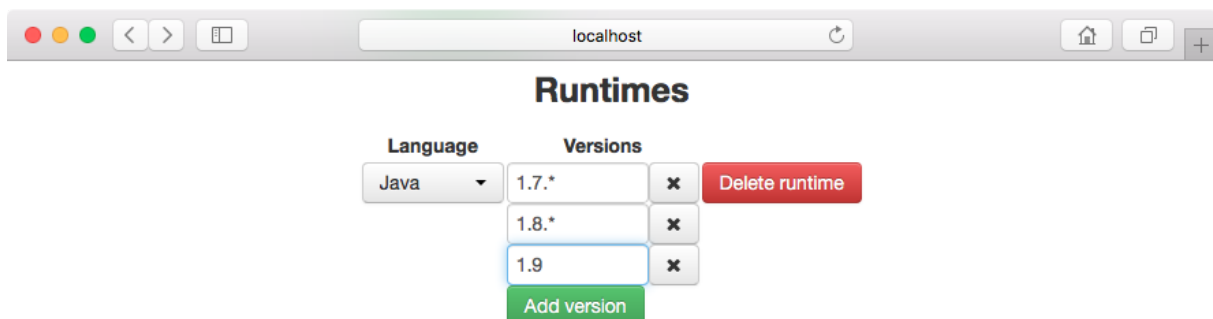 localhost
Runtimes
Language Versions
Java 1.7.* Delete runtime
1.8.*
1.9
Add version